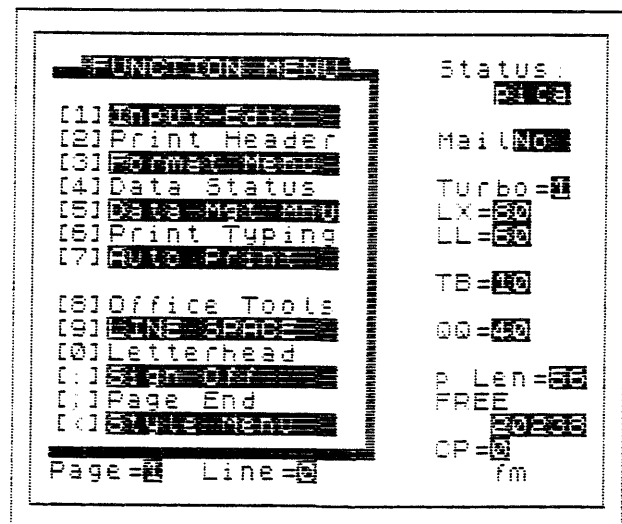 FUNCTION MENU
[1]Input-Edit
[2]Print Header
[3]Format Menu
[4]Data Status
[5]Data Mgt Mnu
[6]Print Typing
[7]Auto Print
[8]Office Tools
[9]LINE SPACE
[0]Letterhead
[:]Sign Off
[;]Page End
[<]Style Menu
Page=1 Line=0
Status:
pica
Mail No
Turbo=1
LX=80
LL=60
TB=10
QQ=40
p Len=66
FREE
20238
CP=0
fm